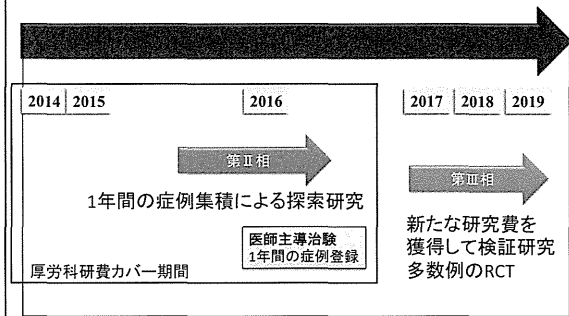 2014 2015 2016 2017 2018 2019
第Ⅱ相
第Ⅲ相
1年間の症例集積による探索研究
医師主導治験
1年間の症例登録
厚労科研費カバー期間
新たな研究費を
獲得して検証研究
多数例のRCT